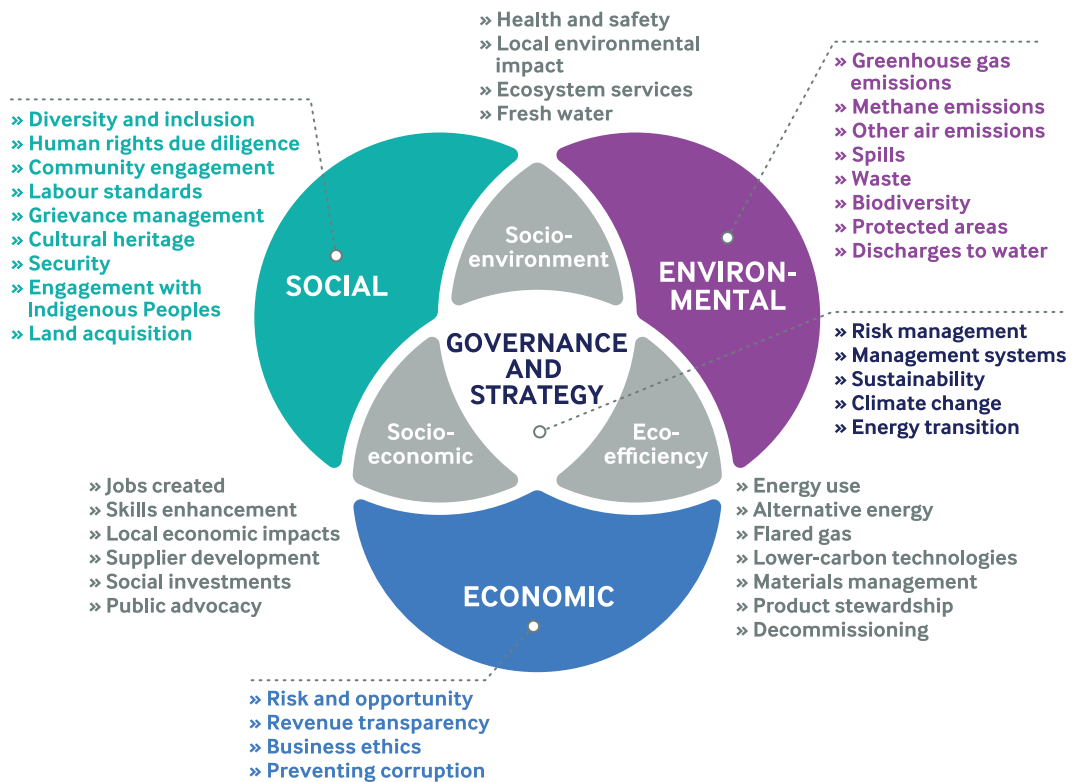 » Health and safety
» Local environmental
impact
» Ecosystem services
» Fresh water
» Diversity and inclusion
» Human rights due diligence
» Community engagement
» Labour standards
» Grievance management
» Cultural heritage
» Security
» Engagement with
Indigenous Peoples
» Land acquisition
» Greenhouse gas
emissions
» Methane emissions
» Other air emissions
» Spills
» Waste
» Biodiversity
» Protected areas
» Discharges to water
SOCIAL
Socio-
environment
ENVIRON-
MENTAL
GOVERNANCE
AND
STRATEGY
» Risk management
» Management systems
» Sustainability
» Climate change
» Energy transition
Socio-
economic
Eco-
efficiency
» Jobs created
» Skills enhancement
» Local economic impacts
» Supplier development
» Social investments
» Public advocacy
» Energy use
» Alternative energy
» Flared gas
» Lower-carbon technologies
» Materials management
» Product stewardship
» Decommissioning
ECONOMIC
» Risk and opportunity
» Revenue transparency
» Business ethics
» Preventing corruption